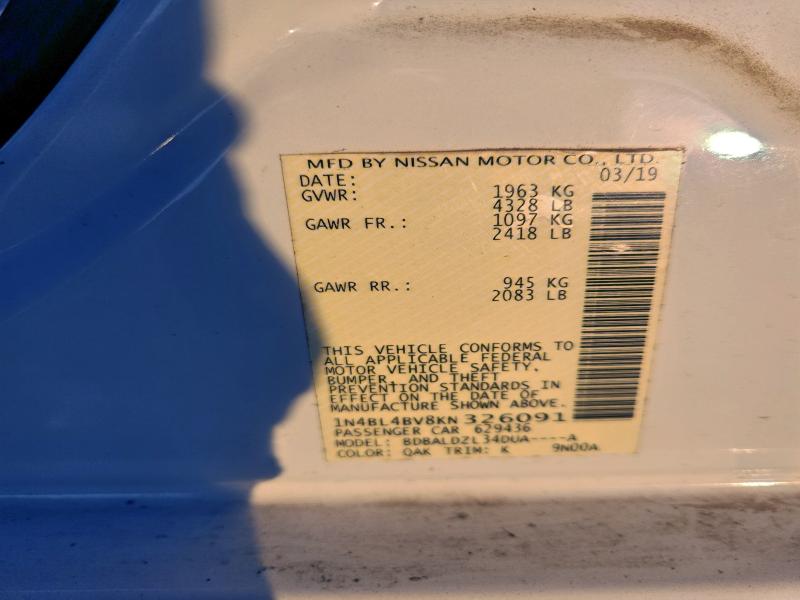 MFD BY NISSAN MOTOR CO., LTD.
DATE: 03/19
GVWR: 1963 KG
4328 LB
GAWR FR.: 1097 KG
2418 LB
GAWR RR.: 945 KG
2083 LB
THIS VEHICLE CONFORMS TO
ALL APPLICABLE FEDERAL
MOTOR VEHICLE SAFETY,
BUMPER, AND THEFT
PREVENTION STANDARDS IN
EFFECT ON THE DATE OF
MANUFACTURE SHOWN ABOVE.
1N4BL4BV8KN326091
PASSENGER CAR 629436
MODEL: BDBALDZL34DUA----A
COLOR: QAK TRIM: K 9N00A